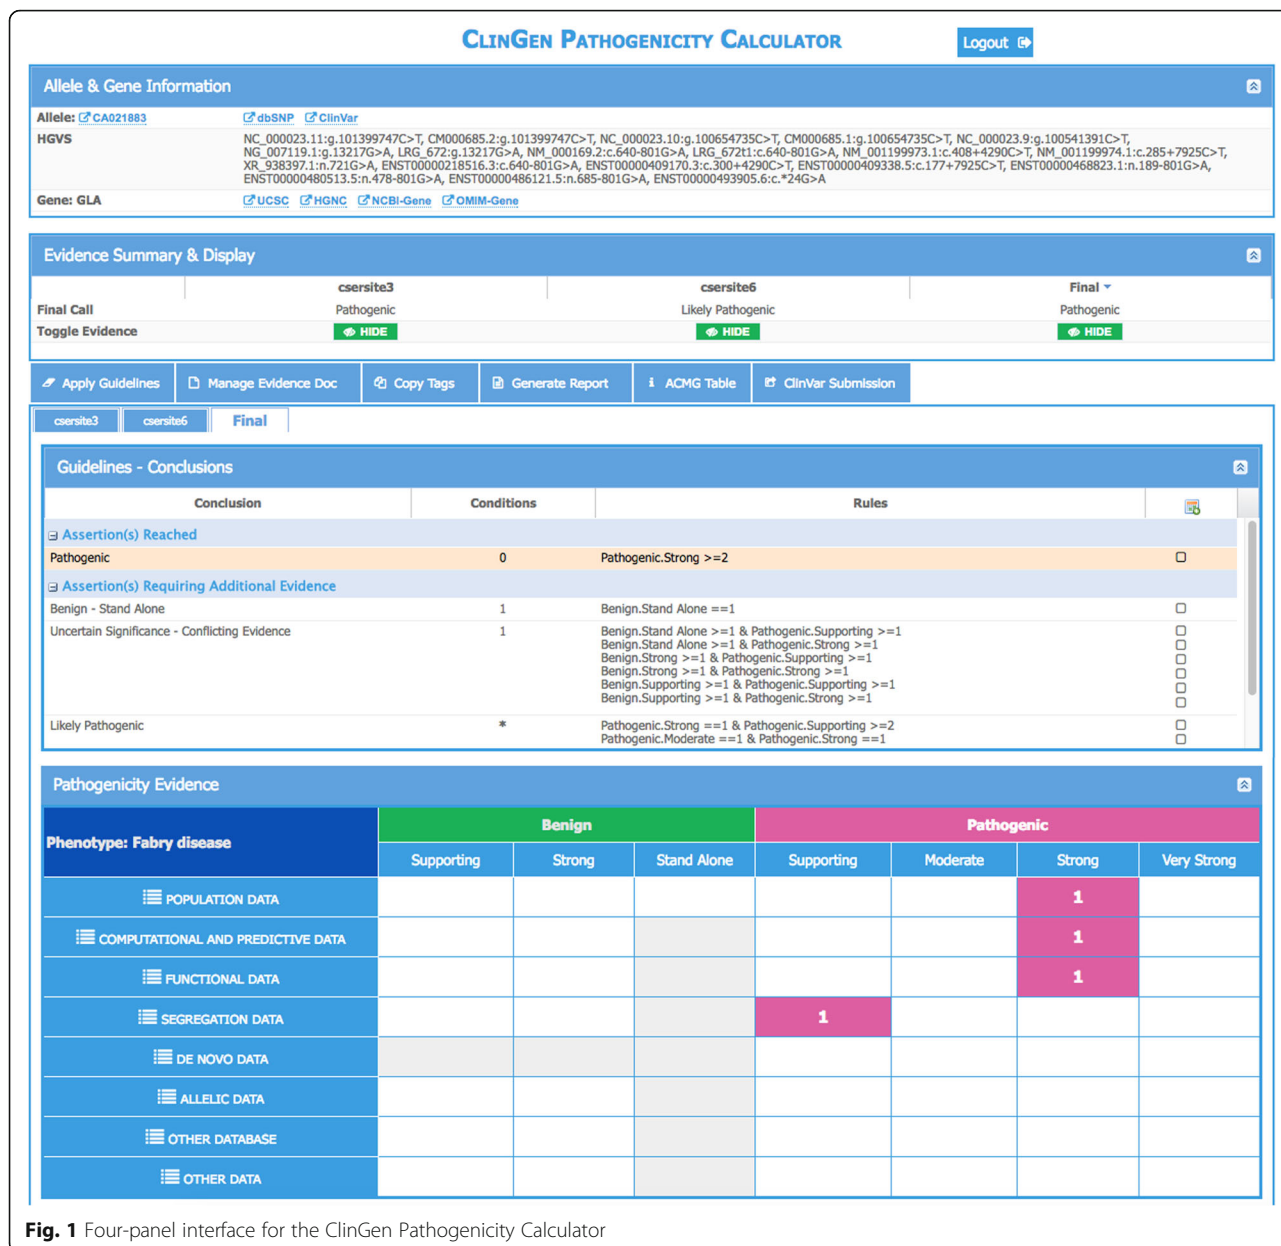 CLINGEN PATHOGENICITY CALCULATOR
Logout
Allele & Gene Information
Allele: CA021883 dbSNP ClinVar
HGVS NC_000023.11:g.101399747C>T, CM000685.2:g.101399747C>T, NC_000023.10:g.100654735C>T, CM000685.1:g.100654735C>T, NC_000023.9:g.100541391C>T,
NG_007119.1:g.13217G>A, LRG_672:g.13217G>A, NM_000169.2:c.640-801G>A, LRG_672t1:c.640-801G>A, NM_001199973.1:c.408+4290C>T, NM_001199974.1:c.285+7925C>T,
XR_938397.1:n.721G>A, ENST00000218516.3:c.640-801G>A, ENST00000409170.3:c.300+4290C>T, ENST00000409338.5:c.177+7925C>T, ENST00000468823.1:n.189-801G>A,
ENST00000480513.5:n.478-801G>A, ENST00000486121.5:n.685-801G>A, ENST00000493905.6:c.*24G>A
Gene: GLA UCSC HGNC NCBI-Gene OMIM-Gene
Evidence Summary & Display
csersite3 csersite6 Final
Final Call Pathogenic Likely Pathogenic Pathogenic
Toggle Evidence HIDE HIDE HIDE
Apply Guidelines Manage Evidence Doc Copy Tags Generate Report ACMG Table ClinVar Submission
csersite3 csersite6 Final
Guidelines - Conclusions
Conclusion Conditions Rules
Assertion(s) Reached
Pathogenic 0 Pathogenic.Strong >=2
Assertion(s) Requiring Additional Evidence
Benign - Stand Alone 1 Benign.Stand Alone ==1
Uncertain Significance - Conflicting Evidence 1 Benign.Stand Alone >=1 & Pathogenic.Supporting >=1
Benign.Stand Alone >=1 & Pathogenic.Strong >=1
Benign.Strong >=1 & Pathogenic.Supporting >=1
Benign.Strong >=1 & Pathogenic.Strong >=1
Benign.Supporting >=1 & Pathogenic.Supporting >=1
Benign.Supporting >=1 & Pathogenic.Strong >=1
Likely Pathogenic * Pathogenic.Strong ==1 & Pathogenic.Supporting >=2
Pathogenic.Moderate ==1 & Pathogenic.Strong ==1
Pathogenicity Evidence
Phenotype: Fabry disease
Benign Pathogenic
Supporting Strong Stand Alone Supporting Moderate Strong Very Strong
POPULATION DATA 1
COMPUTATIONAL AND PREDICTIVE DATA 1
FUNCTIONAL DATA 1
SEGREGATION DATA 1
DE NOVO DATA
ALLELIC DATA
OTHER DATABASE
OTHER DATA
Fig. 1 Four-panel interface for the ClinGen Pathogenicity Calculator